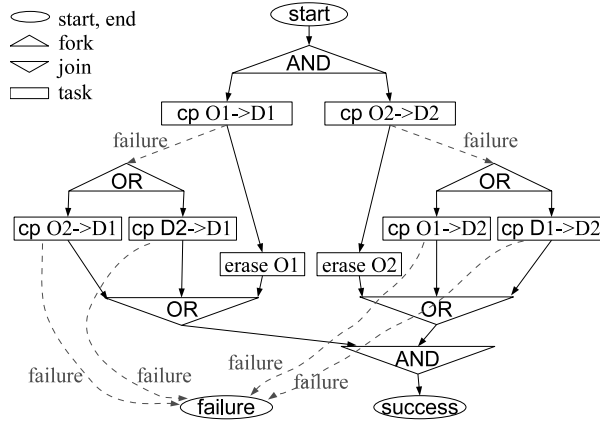 start
start, end
fork
join
task
AND
cp O1->D1
cp O2->D2
failure
failure
OR
OR
cp O2->D1
cp D2->D1
cp O1->D2
cp D1->D2
erase O1
erase O2
OR
OR
AND
failure
failure
failure
failure
failure
success